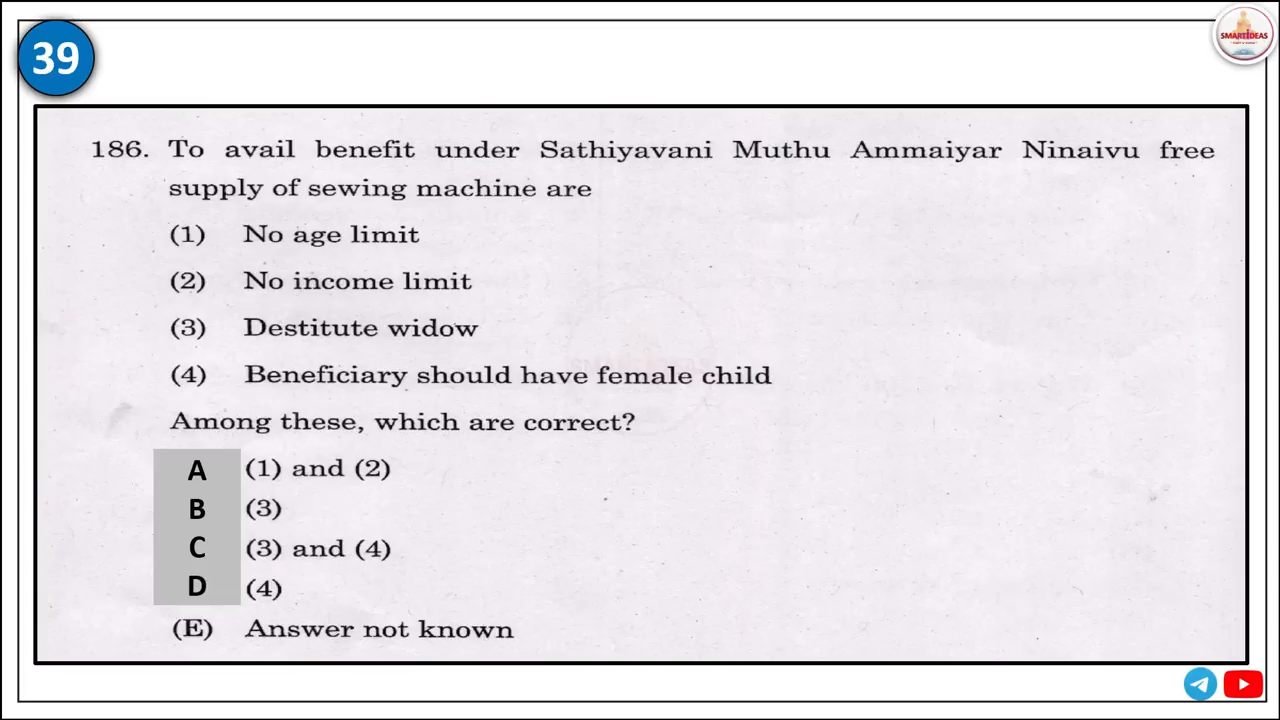 39
SMART IDEAS
186. To avail benefit under Sathiyavani Muthu Ammaiyar Ninaivu free
supply of sewing machine are
(1) No age limit
(2) No income limit
(3) Destitute widow
(4) Beneficiary should have female child
Among these, which are correct?
A (1) and (2)
B (3)
C (3) and (4)
D (4)
(E) Answer not known